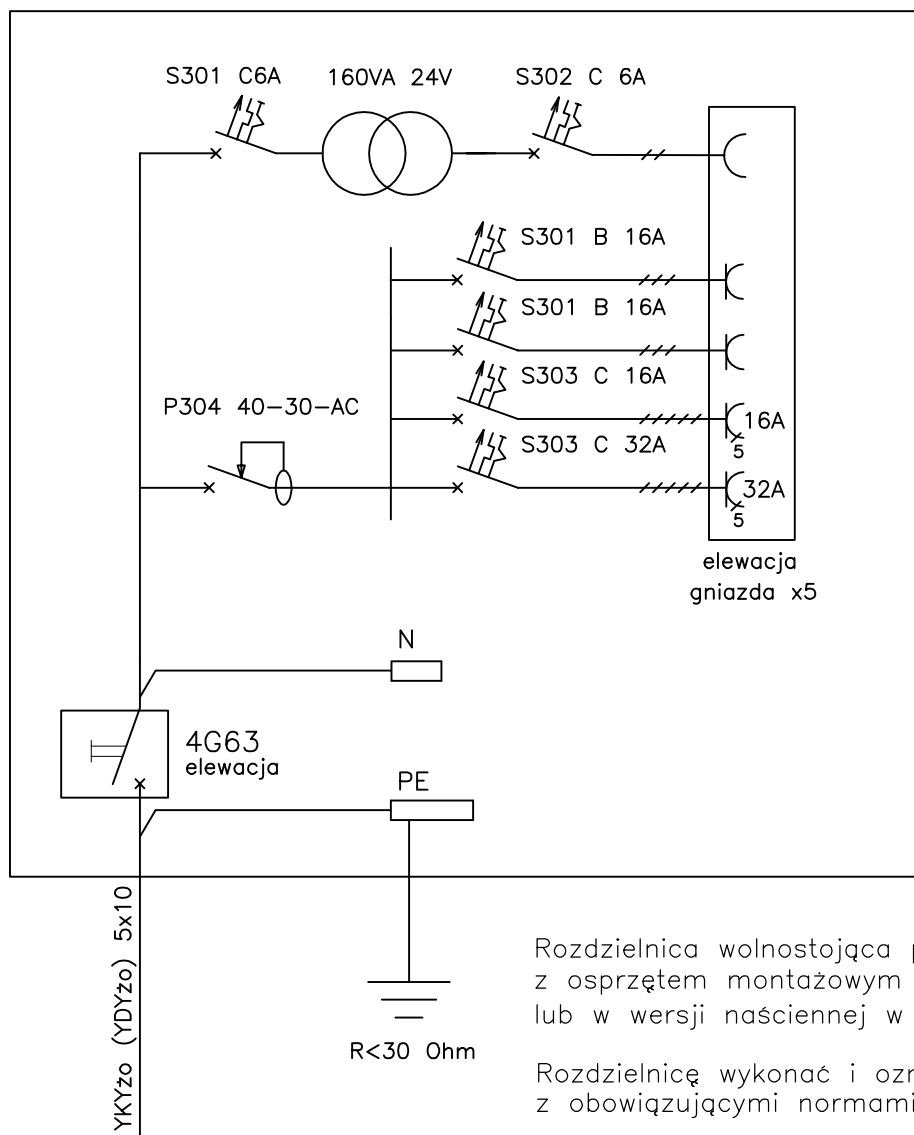 S301 C6A
160VA 24V
S302 C 6A
S301 B 16A
S301 B 16A
S303 C 16A
P304 40-30-AC
16A
5
S303 C 32A
32A
5
elewacja
gniazda x5
N
4G63
elewacja
PE
YKYżo (YDYżo) 5x10
R<30 Ohm
Rozdzielnica wolnostojąca
z osprzętem montażowym
lub w wersji naściennej w
Rozdzielnicę wykonać i
z obowiązującymi normami